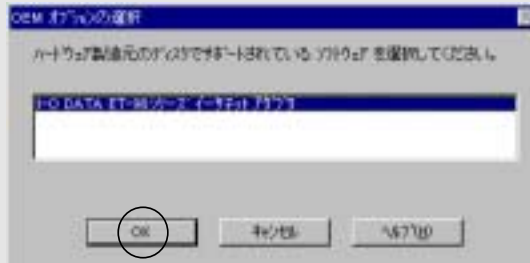 OEM オプションの選択
ハードウェア製造元のディスクでサポートされている ソフトウェア を選択してください。
I-O DATA ET-98シリーズ イーサネット アダプタ
OK キャンセル ヘルプ(H)